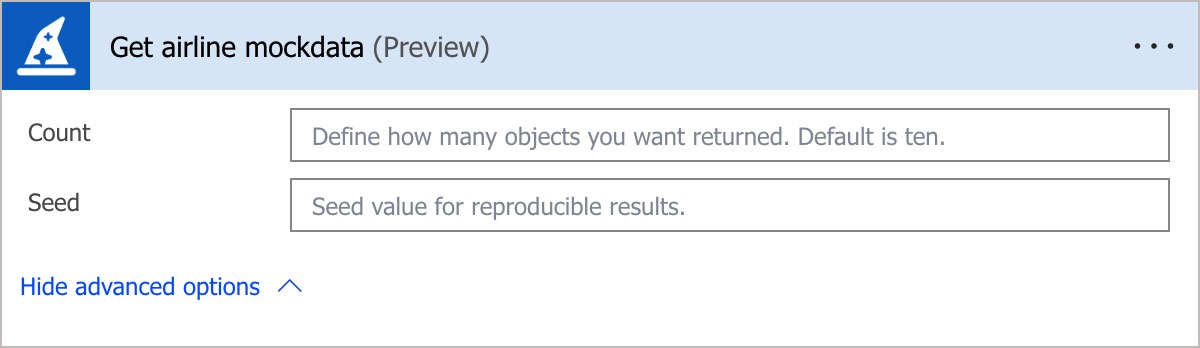 Get airline mockdata (Preview)
Count
Define how many objects you want returned. Default is ten.
Seed
Seed value for reproducible results.
Hide advanced options